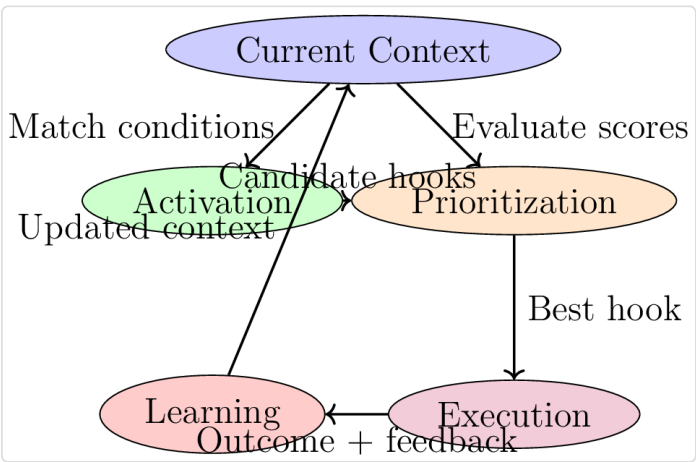 Current Context
Match conditions
Evaluate scores
Candidate hooks
Activation
Prioritization
Updated context
Best hook
Learning
Execution
Outcome + feedback